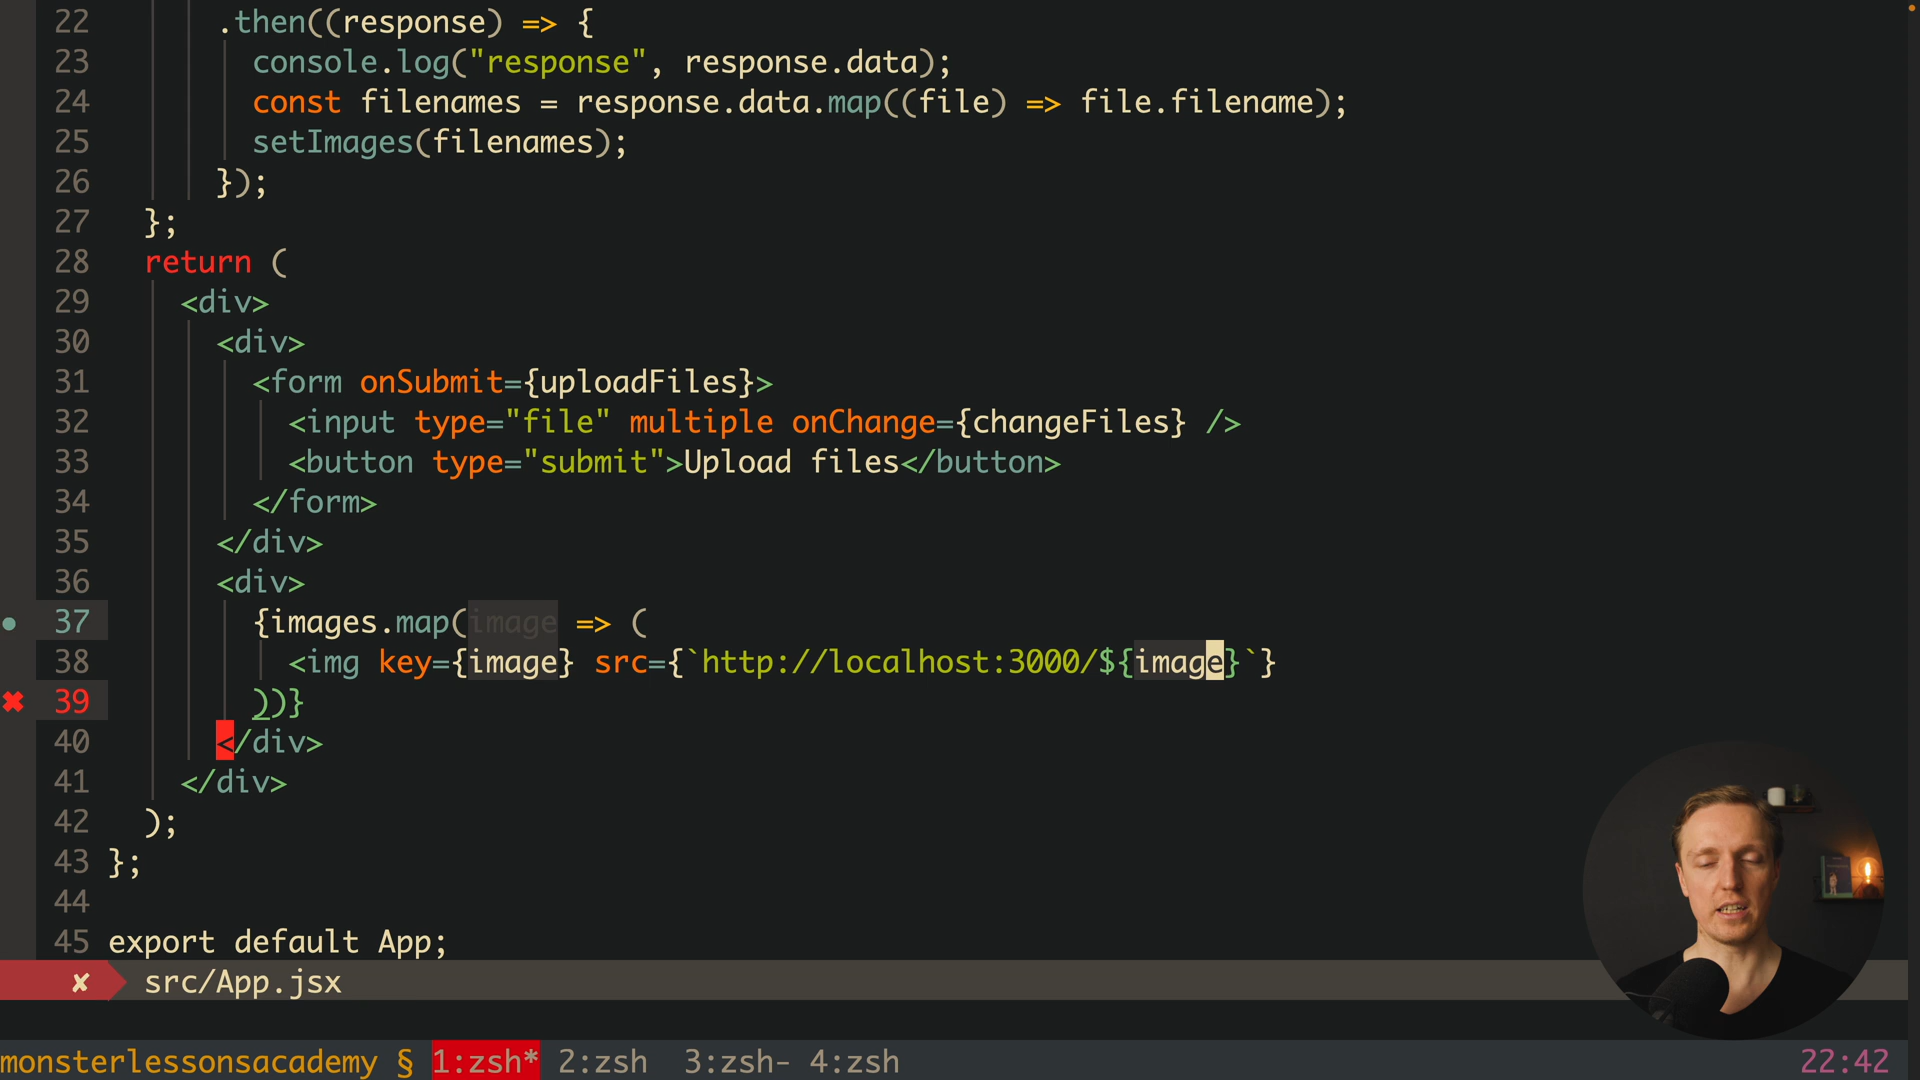 22 .then((response) => {
23 console.log("response", response.data);
24 const filenames = response.data.map((file) => file.filename);
25 setImages(filenames);
26 });
27 };
28 return (
29 <div>
30 <div>
31 <form onSubmit={uploadFiles}>
32 <input type="file" multiple onChange={changeFiles} />
33 <button type="submit">Upload files</button>
34 </form>
35 </div>
36 <div>
37 {images.map(image => (
38 <img key={image} src={`http://localhost:3000/${image}`}
39 ))}
40 </div>
41 </div>
42 );
43 };
44
45 export default App;
✘ src/App.jsx
monsterlessonsacademy § 1:zsh* 2:zsh 3:zsh- 4:zsh 22:42